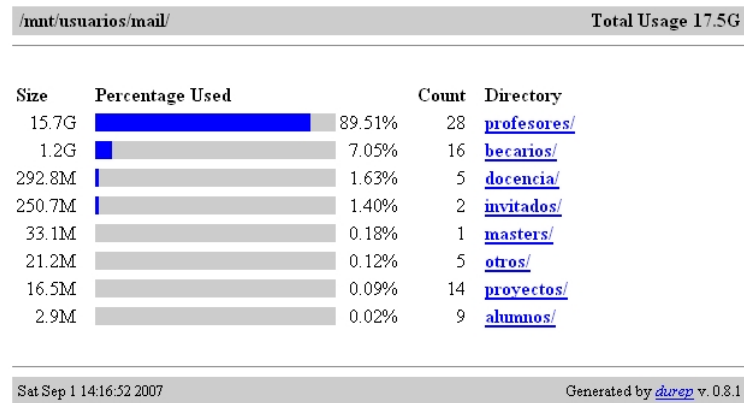 /mnt/usuarios/mail/ Total Usage 17.5G
Size Percentage Used Count Directory
15.7G 89.51% 28 profesores/
1.2G 7.05% 16 becarios/
292.8M 1.63% 5 docencia/
250.7M 1.40% 2 invitados/
33.1M 0.18% 1 masters/
21.2M 0.12% 5 otros/
16.5M 0.09% 14 proyectos/
2.9M 0.02% 9 alumnos/
Sat Sep 1 14:16:52 2007 Generated by durep v. 0.8.1